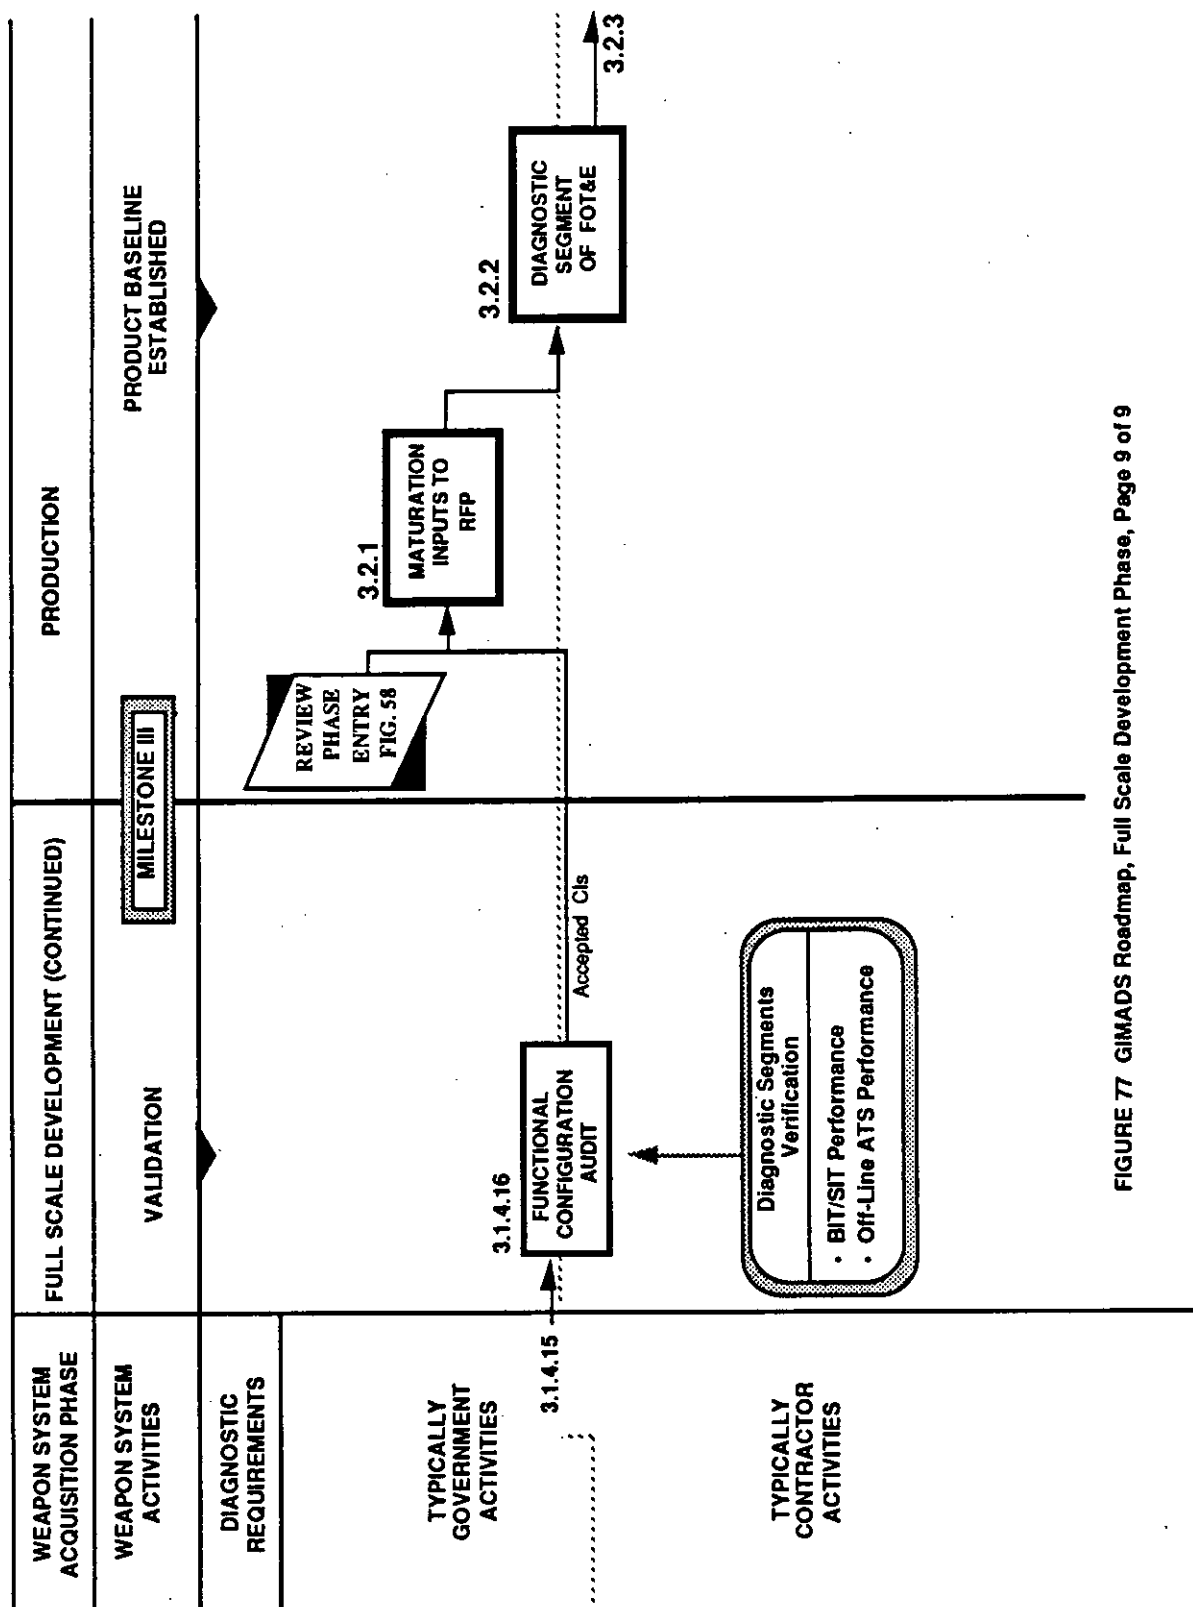 WEAPON SYSTEM
ACQUISITION PHASE
FULL SCALE DEVELOPMENT (CONTINUED)
PRODUCTION
WEAPON SYSTEM
ACTIVITIES
VALIDATION
MILESTONE III
PRODUCT BASELINE
ESTABLISHED
DIAGNOSTIC
REQUIREMENTS
TYPICALLY
GOVERNMENT
ACTIVITIES
3.1.4.15
3.1.4.16
FUNCTIONAL
CONFIGURATION
AUDIT
Accepted CIs
REVIEW
PHASE
ENTRY
FIG. 58
3.2.1
MATURATION
INPUTS TO
RFP
3.2.2
DIAGNOSTIC
SEGMENT
OF FOT&E
3.2.3
TYPICALLY
CONTRACTOR
ACTIVITIES
Diagnostic Segments
Verification
• BIT/SIT Performance
• Off-Line ATS Performance
FIGURE 77 GIMADS Roadmap, Full Scale Development Phase, Page 9 of 9